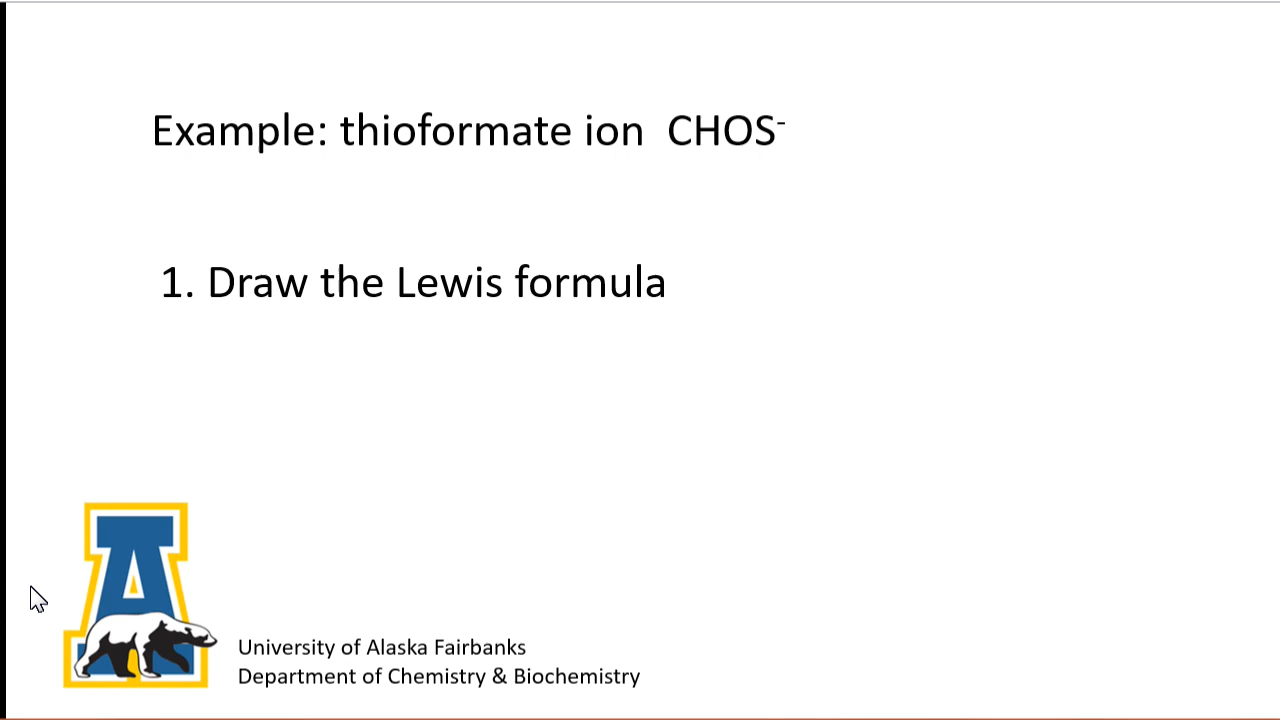 Example: thioformate ion  CHOS⁻
1. Draw the Lewis formula
A
University of Alaska Fairbanks
Department of Chemistry & Biochemistry